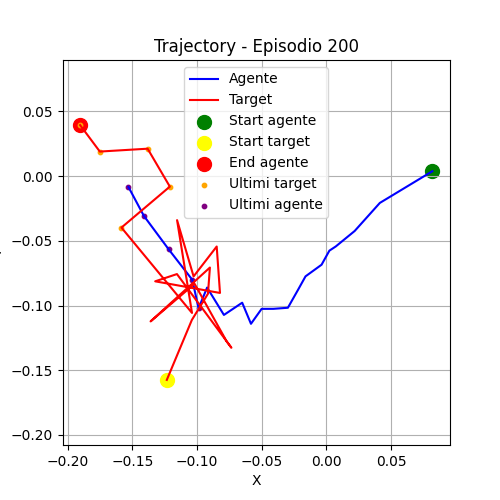 Trajectory - Episodio 200
Agente
Target
Start agente
Start target
End agente
Ultimi target
Ultimi agente
0.05
0.00
−0.05
−0.10
−0.15
−0.20
−0.20
−0.15
−0.10
−0.05
0.00
0.05
X